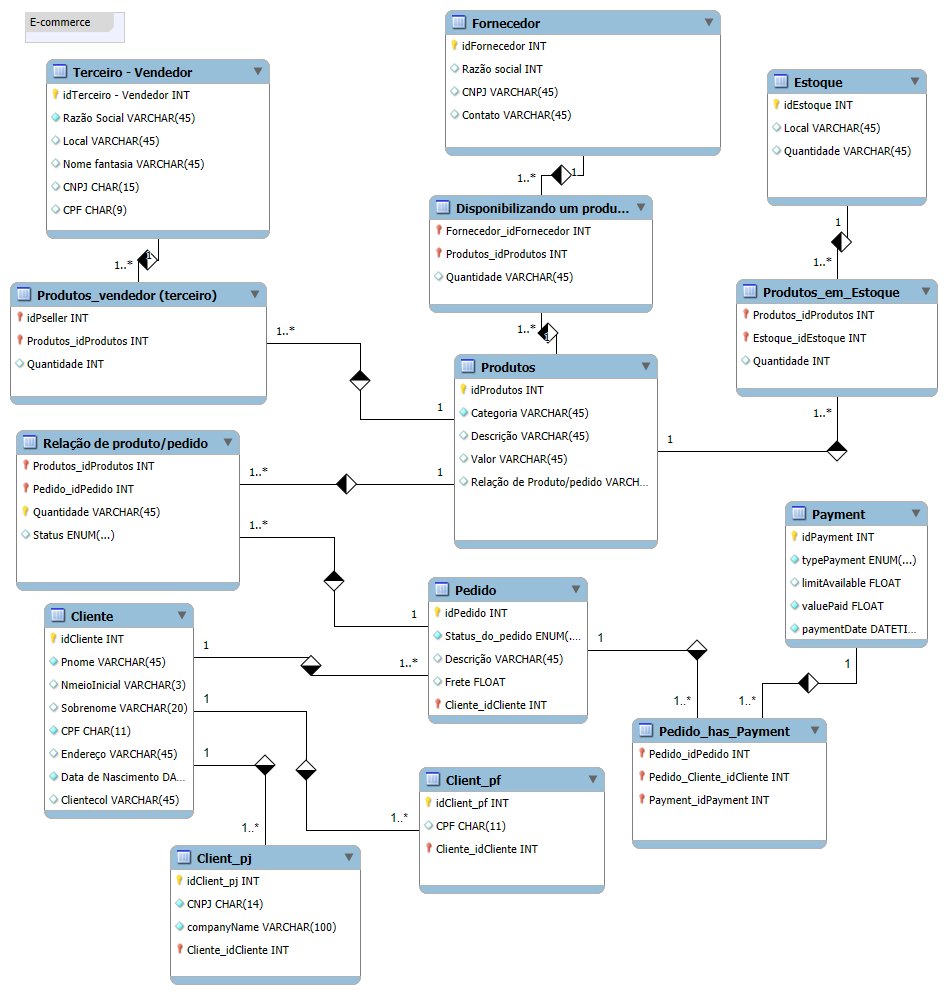 E-commerce
Fornecedor
idFornecedor INT
Razão social INT
CNPJ VARCHAR(45)
Contato VARCHAR(45)
Terceiro - Vendedor
idTerceiro - Vendedor INT
Razão Social VARCHAR(45)
Local VARCHAR(45)
Nome fantasia VARCHAR(45)
CNPJ CHAR(15)
CPF CHAR(9)
Estoque
idEstoque INT
Local VARCHAR(45)
Quantidade VARCHAR(45)
1..*
1
Disponibilizando um produ...
Fornecedor_idFornecedor INT
Produtos_idProdutos INT
Quantidade VARCHAR(45)
1
1..*
1
1..*
Produtos_vendedor (terceiro)
idPseller INT
Produtos_idProdutos INT
Quantidade INT
Produtos_em_Estoque
Produtos_idProdutos INT
Estoque_idEstoque INT
Quantidade INT
1..*
1
1..*
1
1..*
1
Produtos
idProdutos INT
Categoria VARCHAR(45)
Descrição VARCHAR(45)
Valor VARCHAR(45)
Relação de Produto/pedido VARCH...
Relação de produto/pedido
Produtos_idProdutos INT
Pedido_idPedido INT
Quantidade VARCHAR(45)
Status ENUM(...)
1..*
1
1..*
1
Payment
idPayment INT
typePayment ENUM(...)
limitAvailable FLOAT
valuePaid FLOAT
paymentDate DATETI...
Pedido
idPedido INT
Status_do_pedido ENUM(....
Descrição VARCHAR(45)
Frete FLOAT
Cliente_idCliente INT
Cliente
idCliente INT
Pnome VARCHAR(45)
NmeioInicial VARCHAR(3)
Sobrenome VARCHAR(20)
CPF CHAR(11)
Endereço VARCHAR(45)
Data de Nascimento DA...
Clientecol VARCHAR(45)
1
1..*
1
1..*
1
1..*
1
1..*
1
1..*
Pedido_has_Payment
Pedido_idPedido INT
Pedido_Cliente_idCliente INT
Payment_idPayment INT
Client_pf
idClient_pf INT
CPF CHAR(11)
Cliente_idCliente INT
Client_pj
idClient_pj INT
CNPJ CHAR(14)
companyName VARCHAR(100)
Cliente_idCliente INT